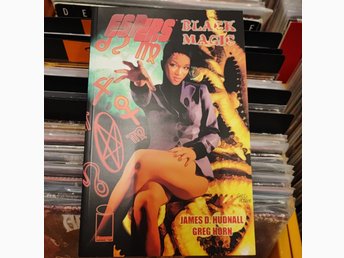 ESPERS
BLACK
MAGIC
JAMES D. HUDNALL
GREG HORN